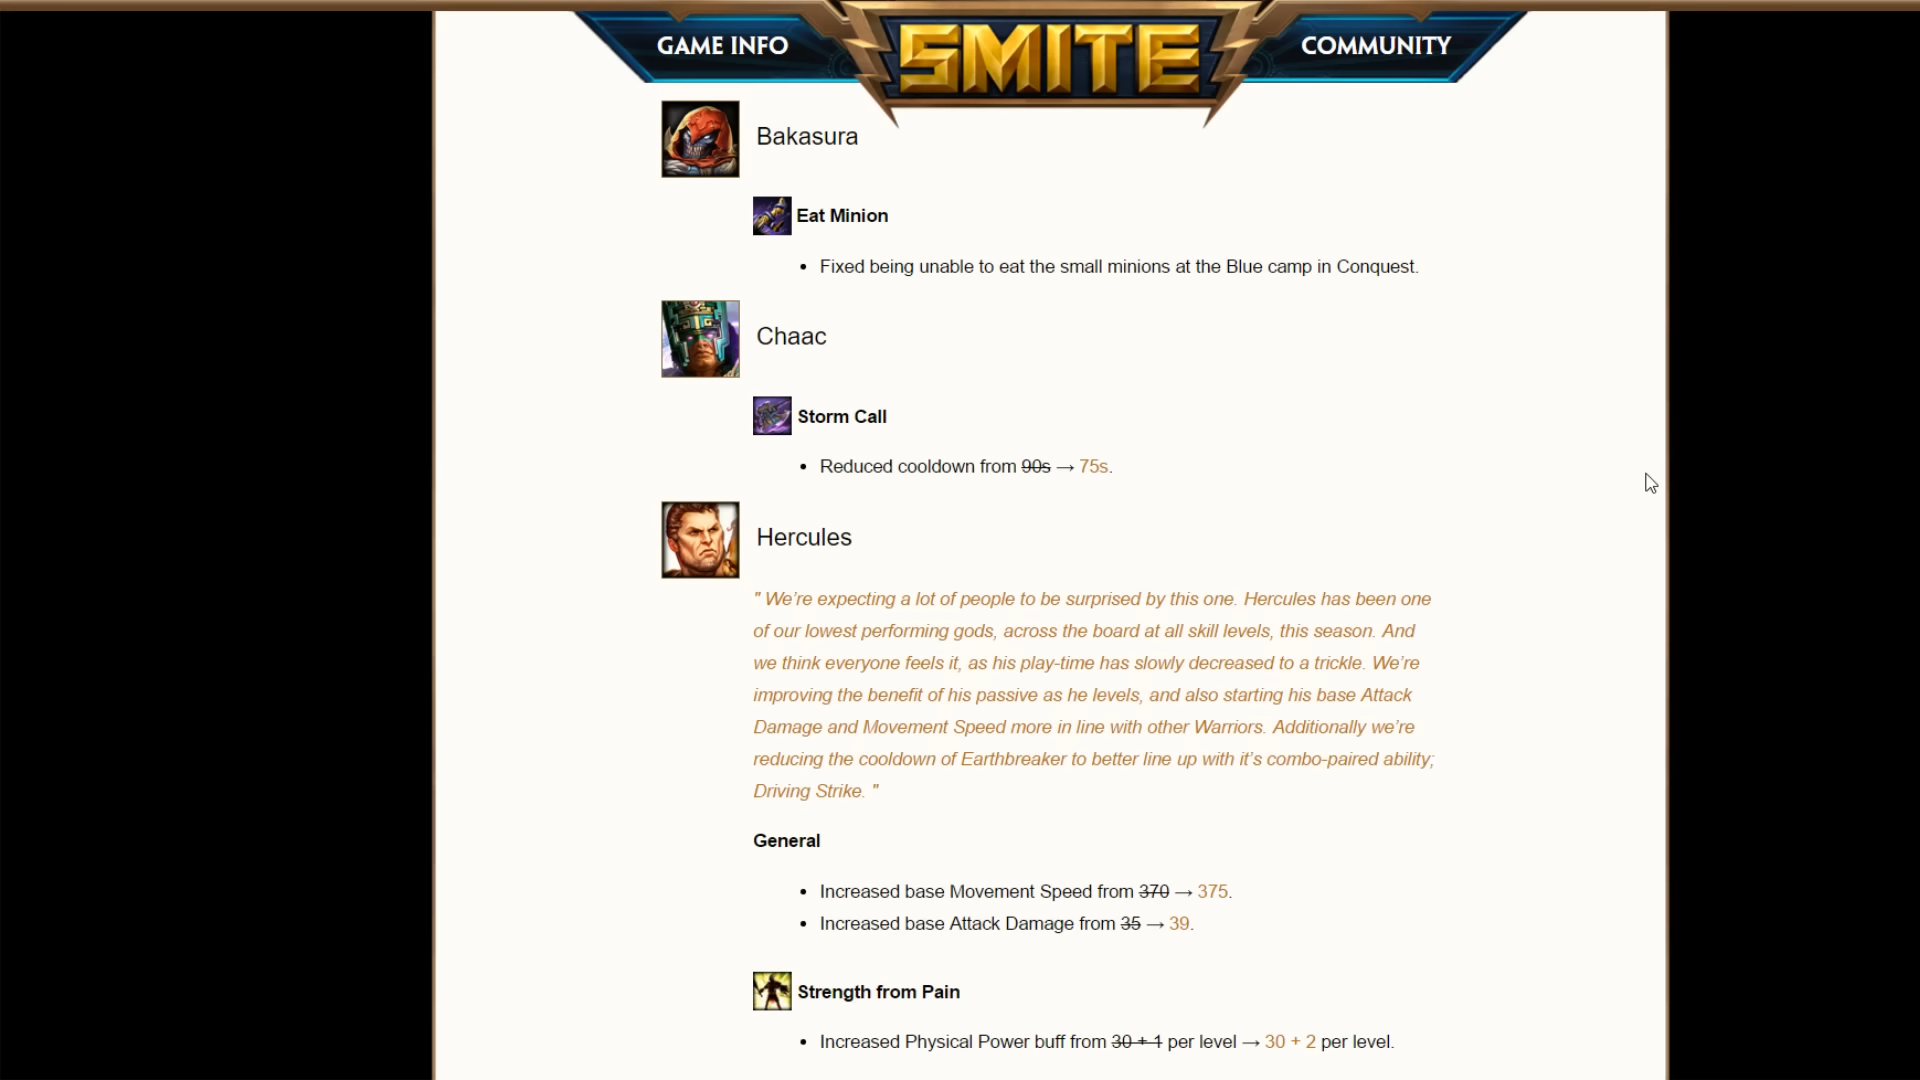 GAME INFO
SMITE
COMMUNITY
Bakasura
Eat Minion
• Fixed being unable to eat the small minions at the Blue camp in Conquest.
Chaac
Storm Call
• Reduced cooldown from 90s → 75s.
Hercules
" We’re expecting a lot of people to be surprised by this one. Hercules has been one
of our lowest performing gods, across the board at all skill levels, this season. And
we think everyone feels it, as his play-time has slowly decreased to a trickle. We’re
improving the benefit of his passive as he levels, and also starting his base Attack
Damage and Movement Speed more in line with other Warriors. Additionally we’re
reducing the cooldown of Earthbreaker to better line up with it’s combo-paired ability;
Driving Strike. "
General
• Increased base Movement Speed from 370 → 375.
• Increased base Attack Damage from 35 → 39.
Strength from Pain
• Increased Physical Power buff from 30 + 1 per level → 30 + 2 per level.